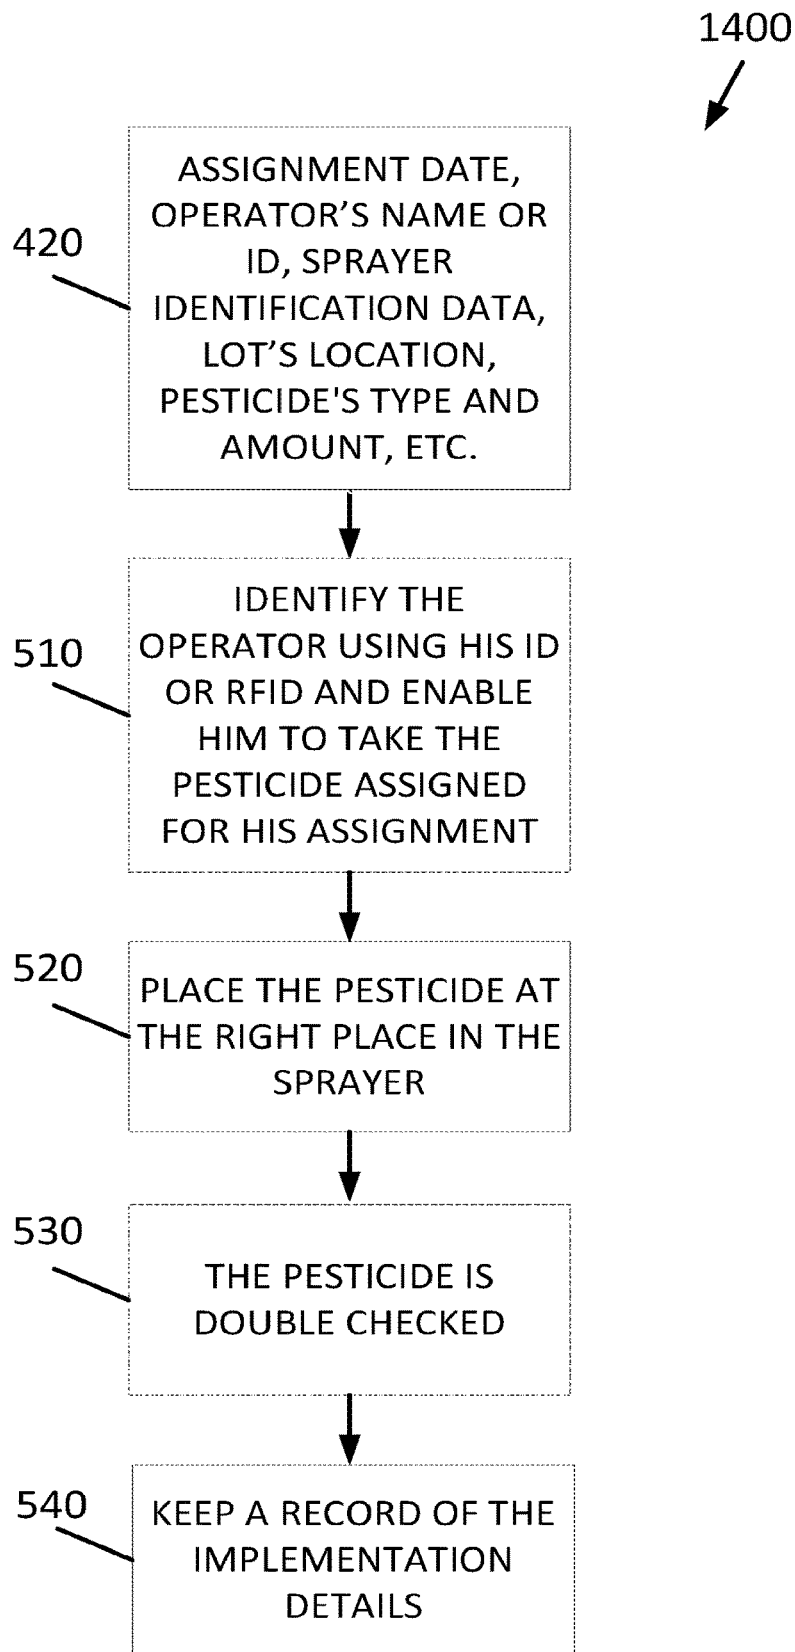 1400
420
ASSIGNMENT DATE,
OPERATOR’S NAME OR
ID, SPRAYER
IDENTIFICATION DATA,
LOT’S LOCATION,
PESTICIDE'S TYPE AND
AMOUNT, ETC.
510
IDENTIFY THE
OPERATOR USING HIS ID
OR RFID AND ENABLE
HIM TO TAKE THE
PESTICIDE ASSIGNED
FOR HIS ASSIGNMENT
520
PLACE THE PESTICIDE AT
THE RIGHT PLACE IN THE
SPRAYER
530
THE PESTICIDE IS
DOUBLE CHECKED
540
KEEP A RECORD OF THE
IMPLEMENTATION
DETAILS